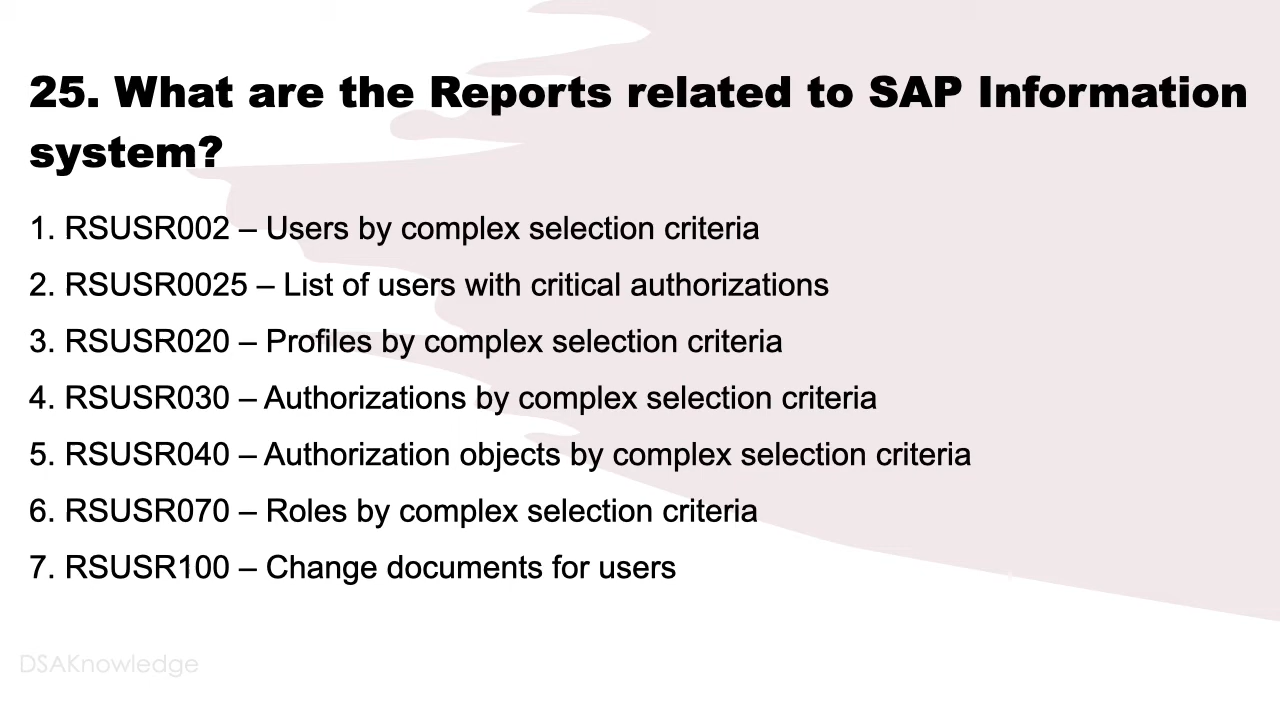 25. What are the Reports related to SAP Information
system?
1. RSUSR002 – Users by complex selection criteria
2. RSUSR0025 – List of users with critical authorizations
3. RSUSR020 – Profiles by complex selection criteria
4. RSUSR030 – Authorizations by complex selection criteria
5. RSUSR040 – Authorization objects by complex selection criteria
6. RSUSR070 – Roles by complex selection criteria
7. RSUSR100 – Change documents for users
DSAKnowledge